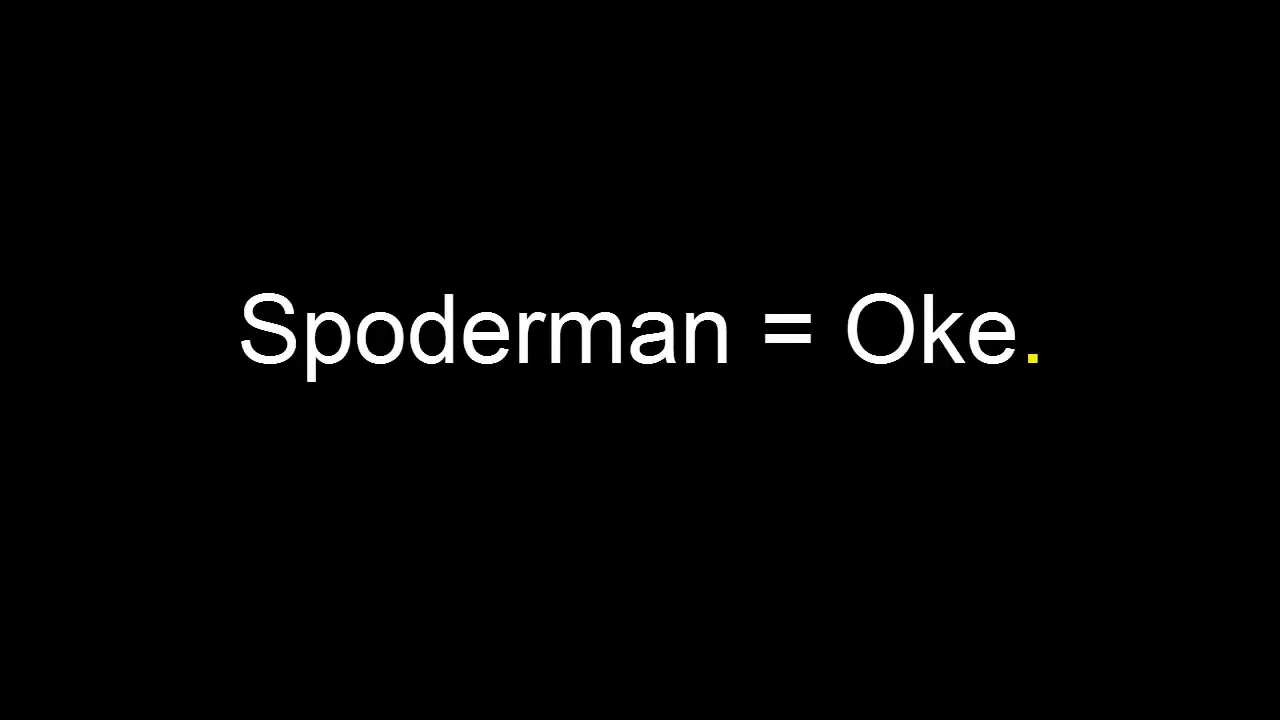 Spoderman = Oke.